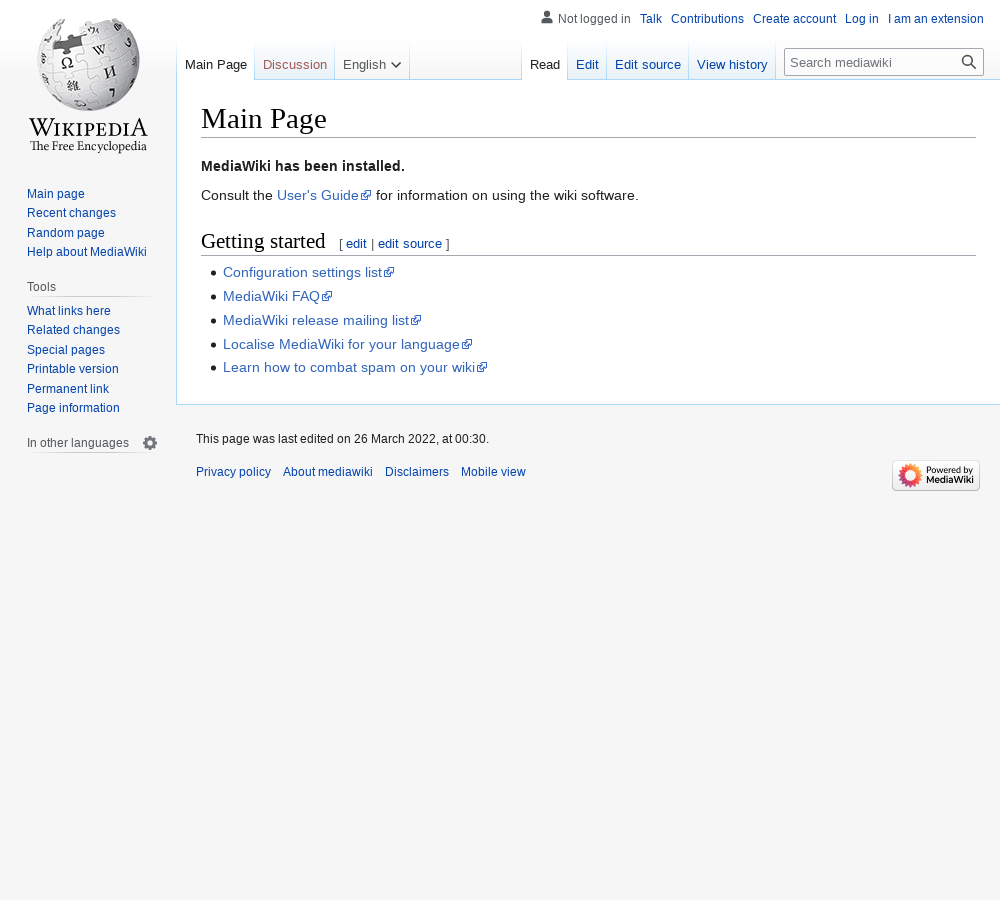 Not logged in Talk Contributions Create account Log in I am an extension
Main Page Discussion English Read Edit Edit source View history Search mediawiki
WIKIPEDIA
The Free Encyclopedia
Main page
Recent changes
Random page
Help about MediaWiki
Tools
What links here
Related changes
Special pages
Printable version
Permanent link
Page information
In other languages
Main Page
MediaWiki has been installed.
Consult the User's Guide for information on using the wiki software.
Getting started [ edit | edit source ]
Configuration settings list
MediaWiki FAQ
MediaWiki release mailing list
Localise MediaWiki for your language
Learn how to combat spam on your wiki
This page was last edited on 26 March 2022, at 00:30.
Privacy policy About mediawiki Disclaimers Mobile view
Powered by
MediaWiki